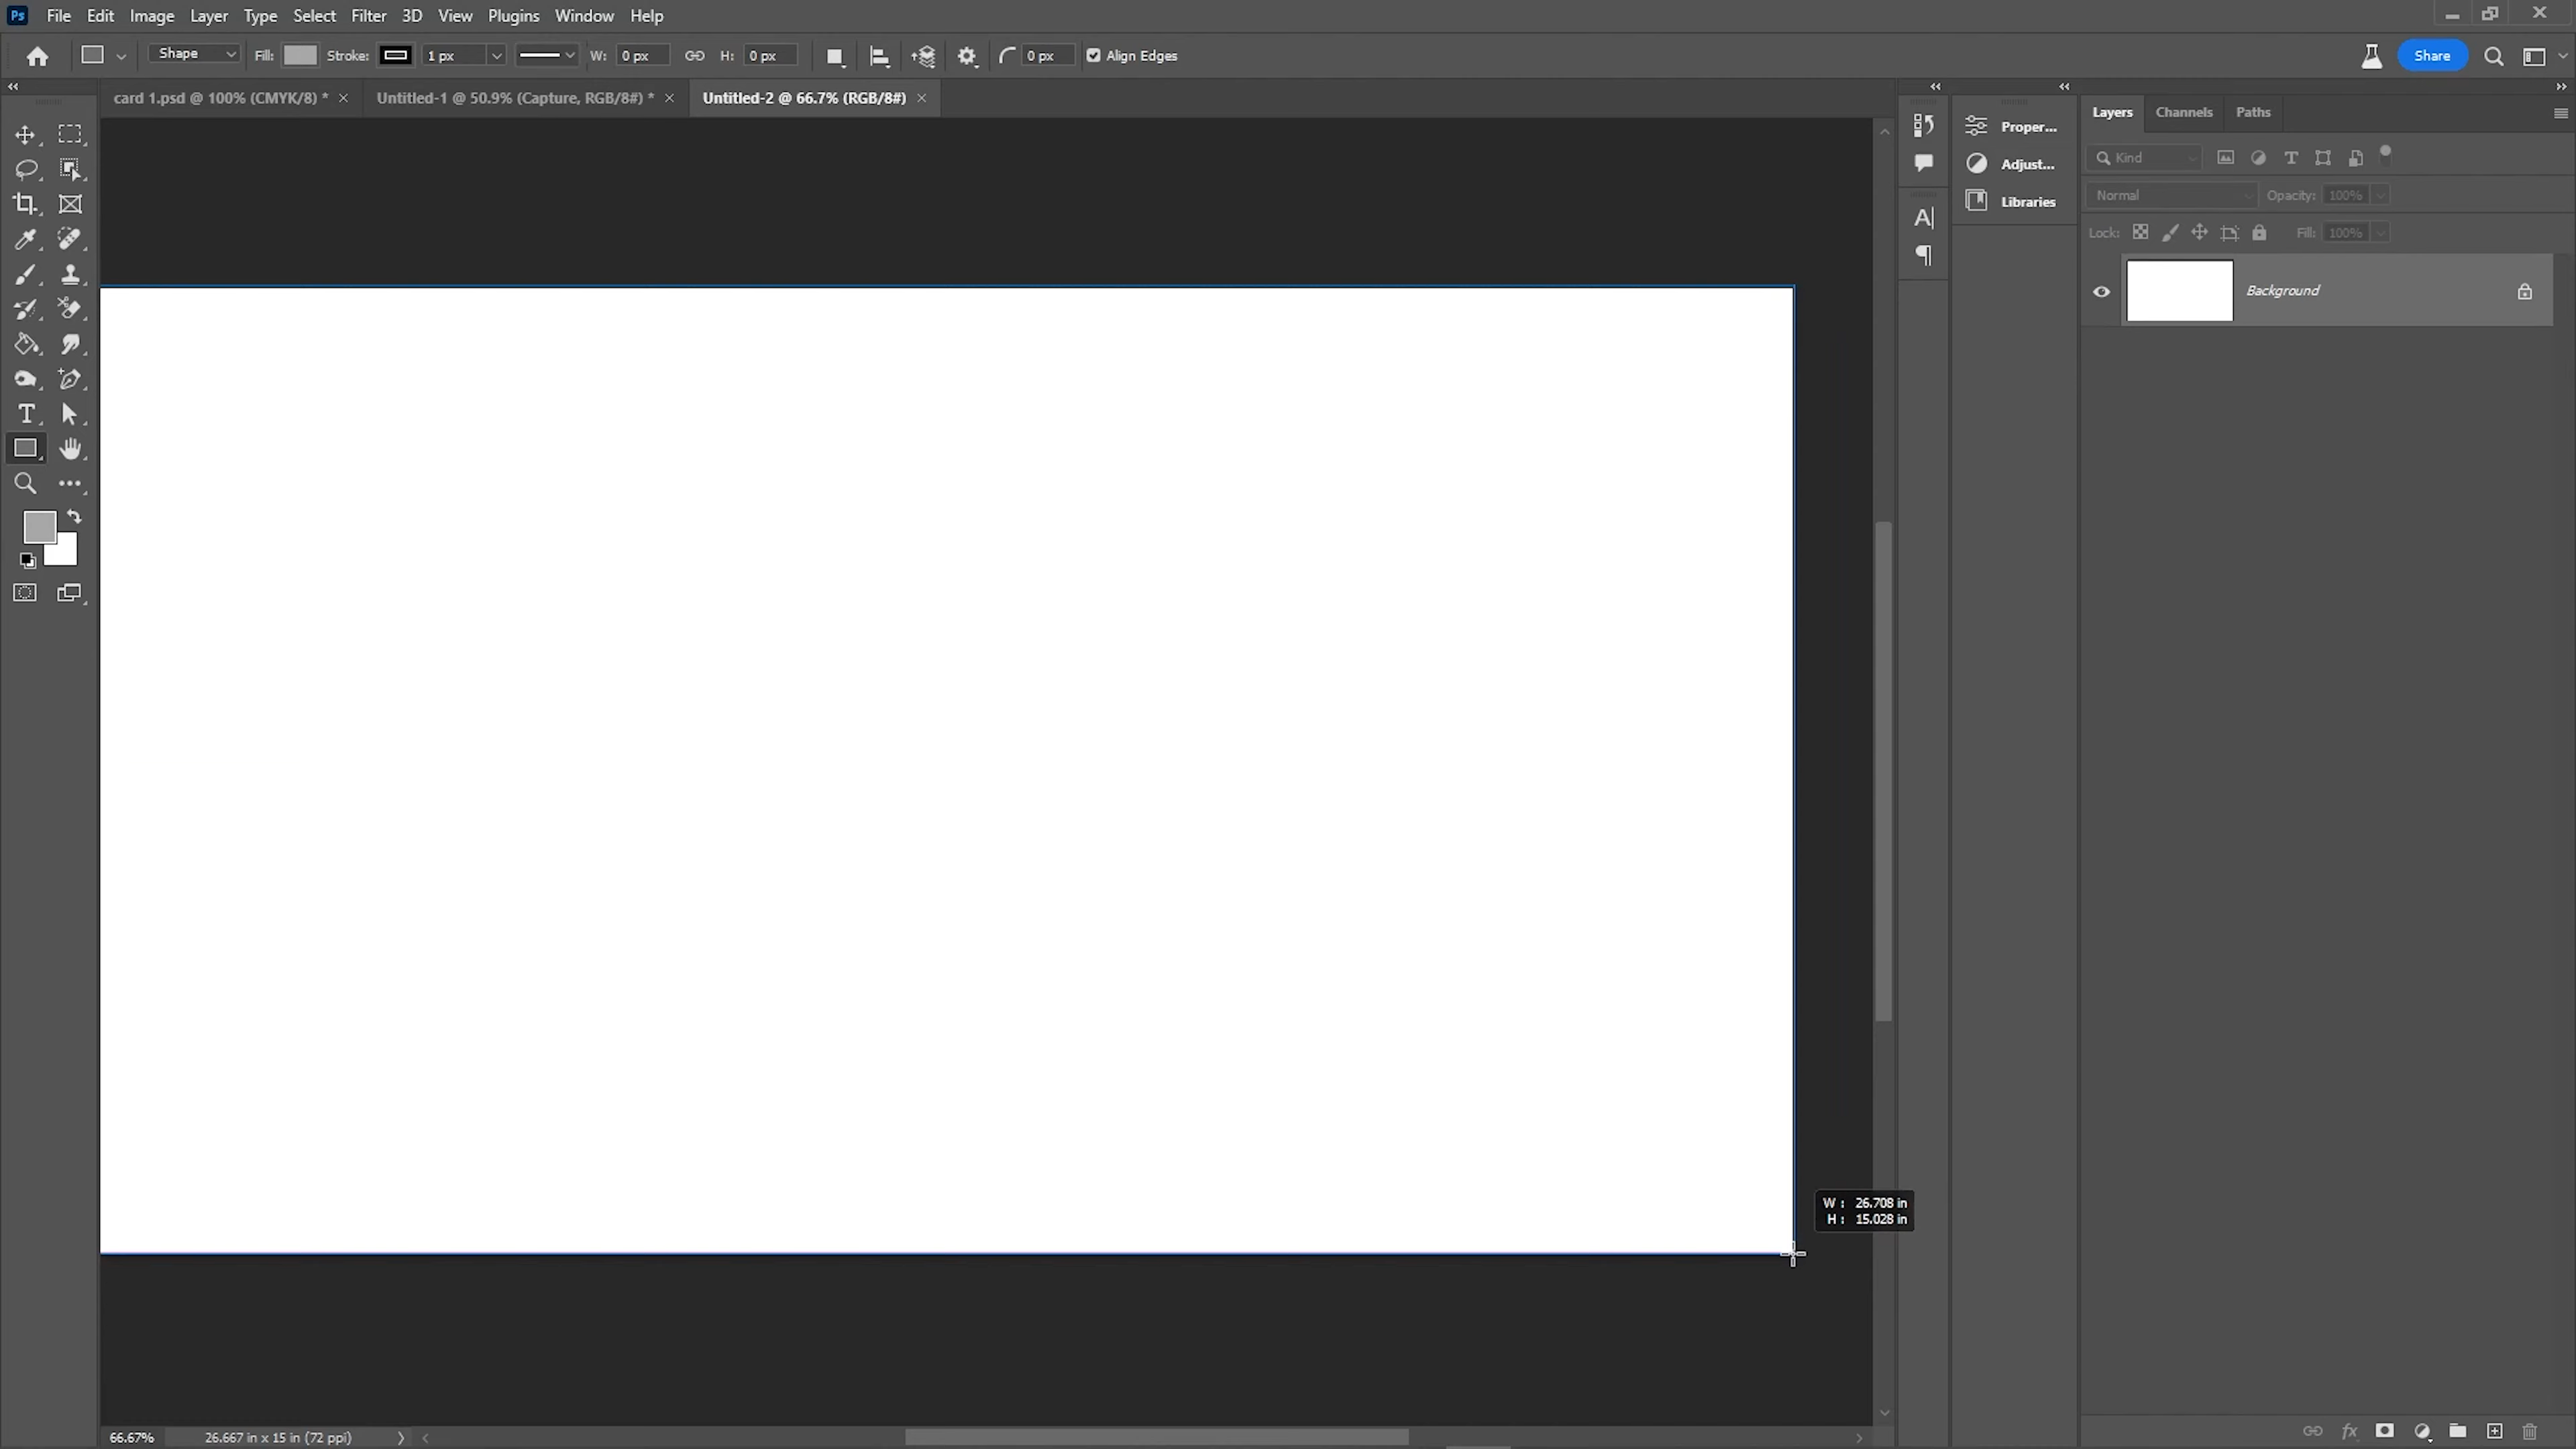 Ps File Edit Image Layer Type Select Filter 3D View Plugins Window Help
Shape Fill: Stroke: 1 px W: 0 px H: 0 px 0 px Align Edges Share
card 1.psd @ 100% (CMYK/8) * × Untitled-1 @ 50.9% (Capture, RGB/8#) * × Untitled-2 @ 66.7% (RGB/8#) ×
Proper...
Adjust...
Libraries
Layers Channels Paths
Kind
Normal Opacity: 100%
Lock: Fill: 100%
Background
W : 26.708 in
H : 15.028 in
66.67% 26.667 in x 15 in (72 ppi)
fx